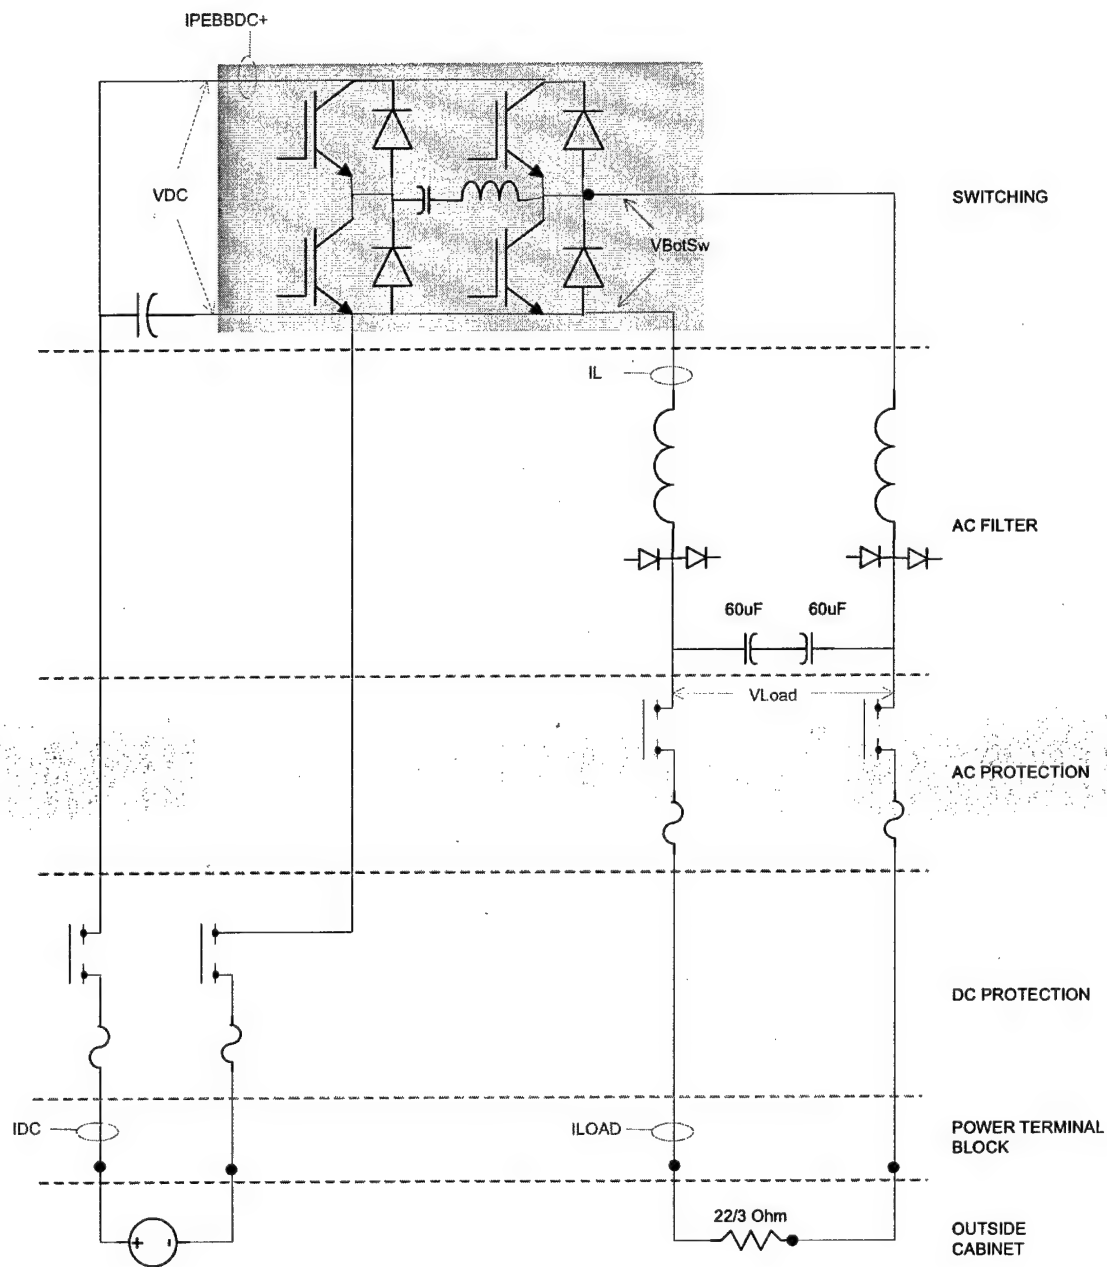 IPEBBDC+
VDC
SWITCHING
VBotSw
IL
AC FILTER
60uF 60uF
VLoad
AC PROTECTION
DC PROTECTION
IDC
ILOAD
POWER TERMINAL
BLOCK
22/3 Ohm
+ -
OUTSIDE
CABINET